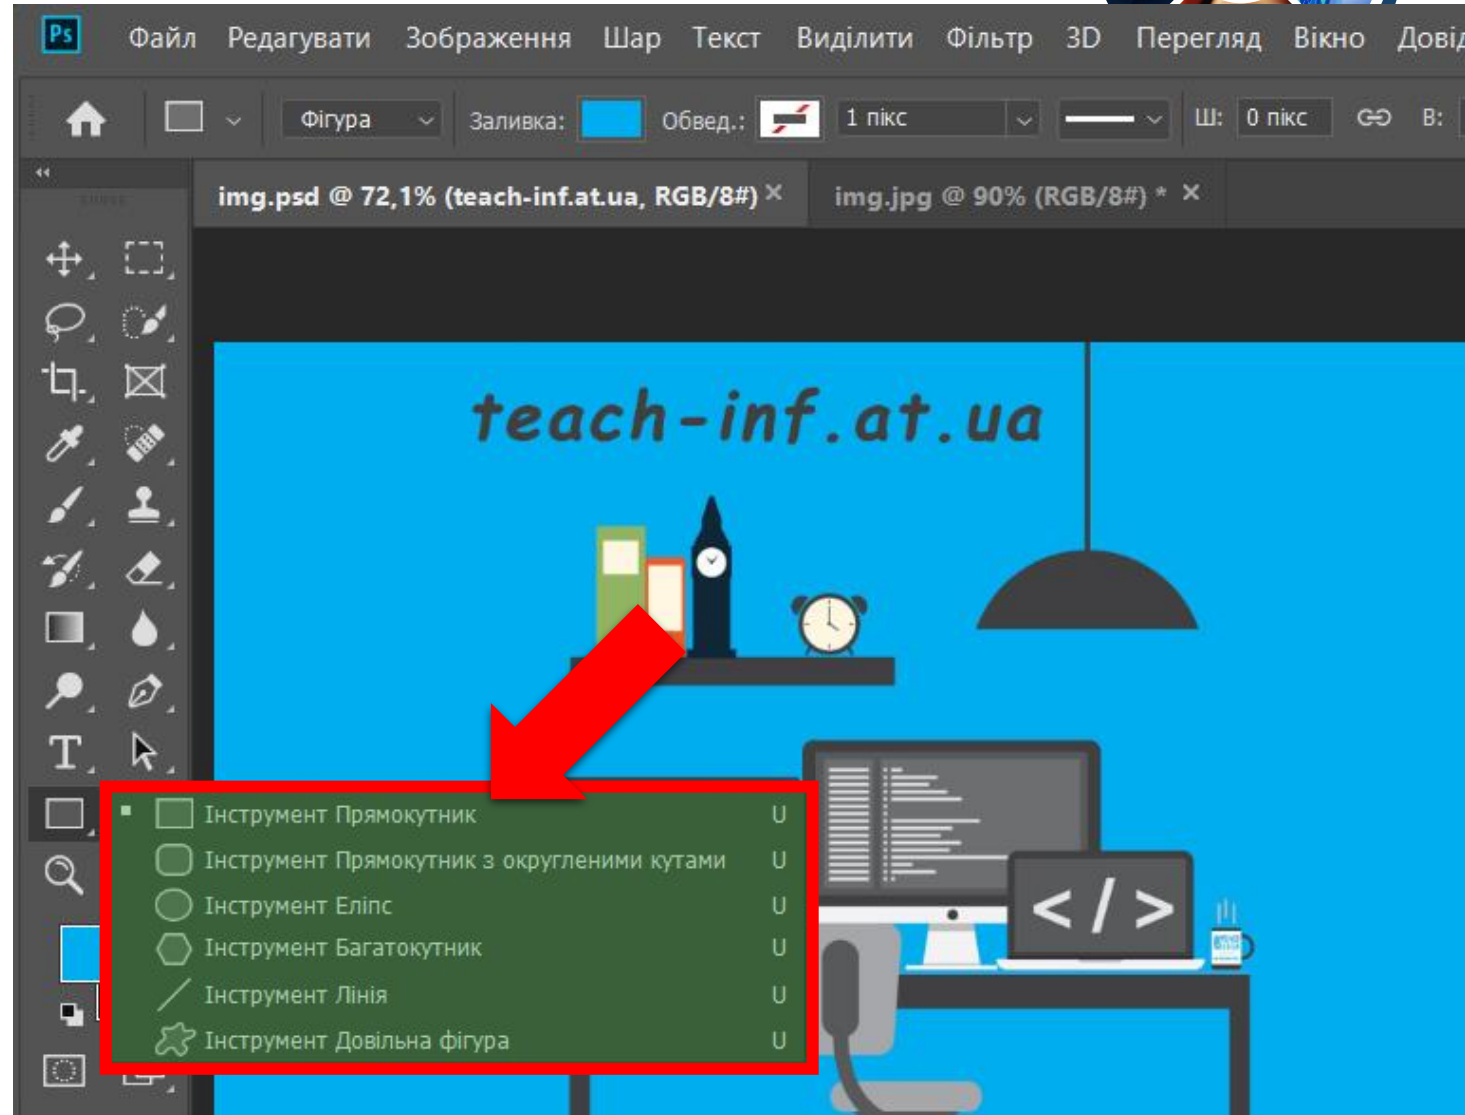 Ps Файл Редагувати Зображення Шар Текст Виділити Фільтр 3D Перегляд Вікно
Фігура Заливка: Обвед.: 1 пікс Ш: 0 пікс В:
img.psd @ 72,1% (teach-inf.at.ua, RGB/8#) × img.jpg @ 90% (RGB/8#) * ×
teach-inf.at.ua
T
Інструмент Прямокутник U
Інструмент Прямокутник з округленими кутами U
Інструмент Еліпс U
Інструмент Багатокутник U
Інструмент Лінія U
Інструмент Довільна фігура U
</>